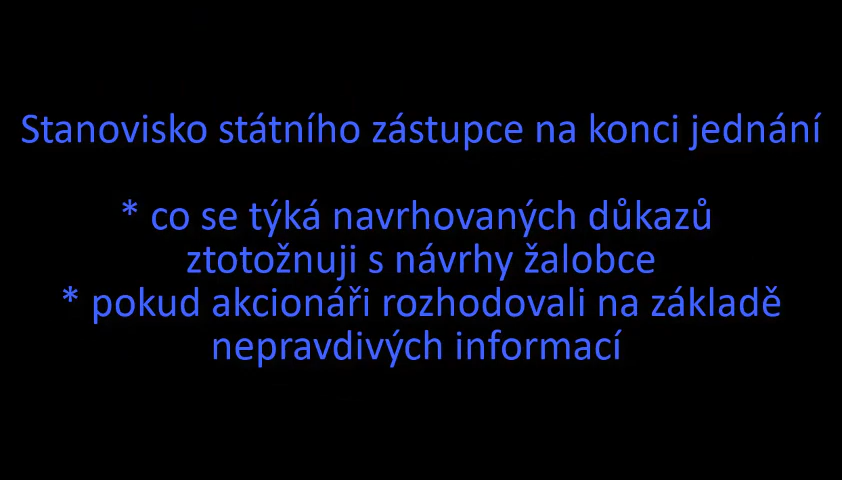 Stanovisko státního zástupce na konci jednání
* co se týká navrhovaných důkazů
ztotožnuji s návrhy žalobce
* pokud akcionáři rozhodovali na základě
nepravdivých informací